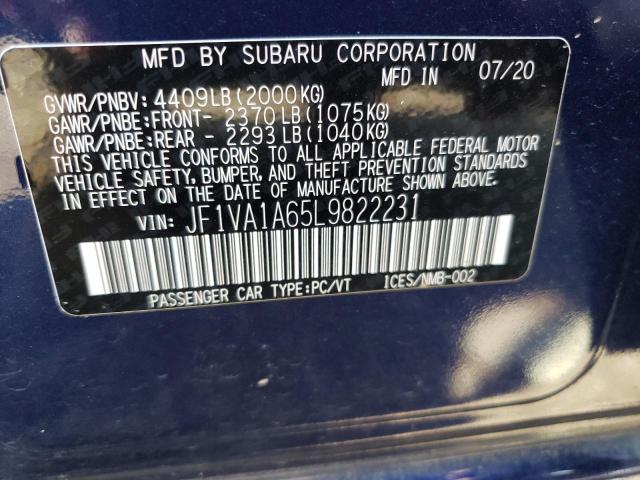 MFD BY SUBARU CORPORATION
MFD IN 07/20
GVWR/PNBV: 4409LB(2000KG)
GAWR/PNBE:FRONT- 2370LB(1075KG)
GAWR/PNBE:REAR - 2293LB(1040KG)
THIS VEHICLE CONFORMS TO ALL APPLICABLE FEDERAL MOTOR
VEHICLE SAFETY, BUMPER, AND THEFT PREVENTION STANDARDS
IN EFFECT ON THE DATE OF MANUFACTURE SHOWN ABOVE.
VIN: JF1VA1A65L9822231
PASSENGER CAR TYPE:PC/VT ICES/NMB-002